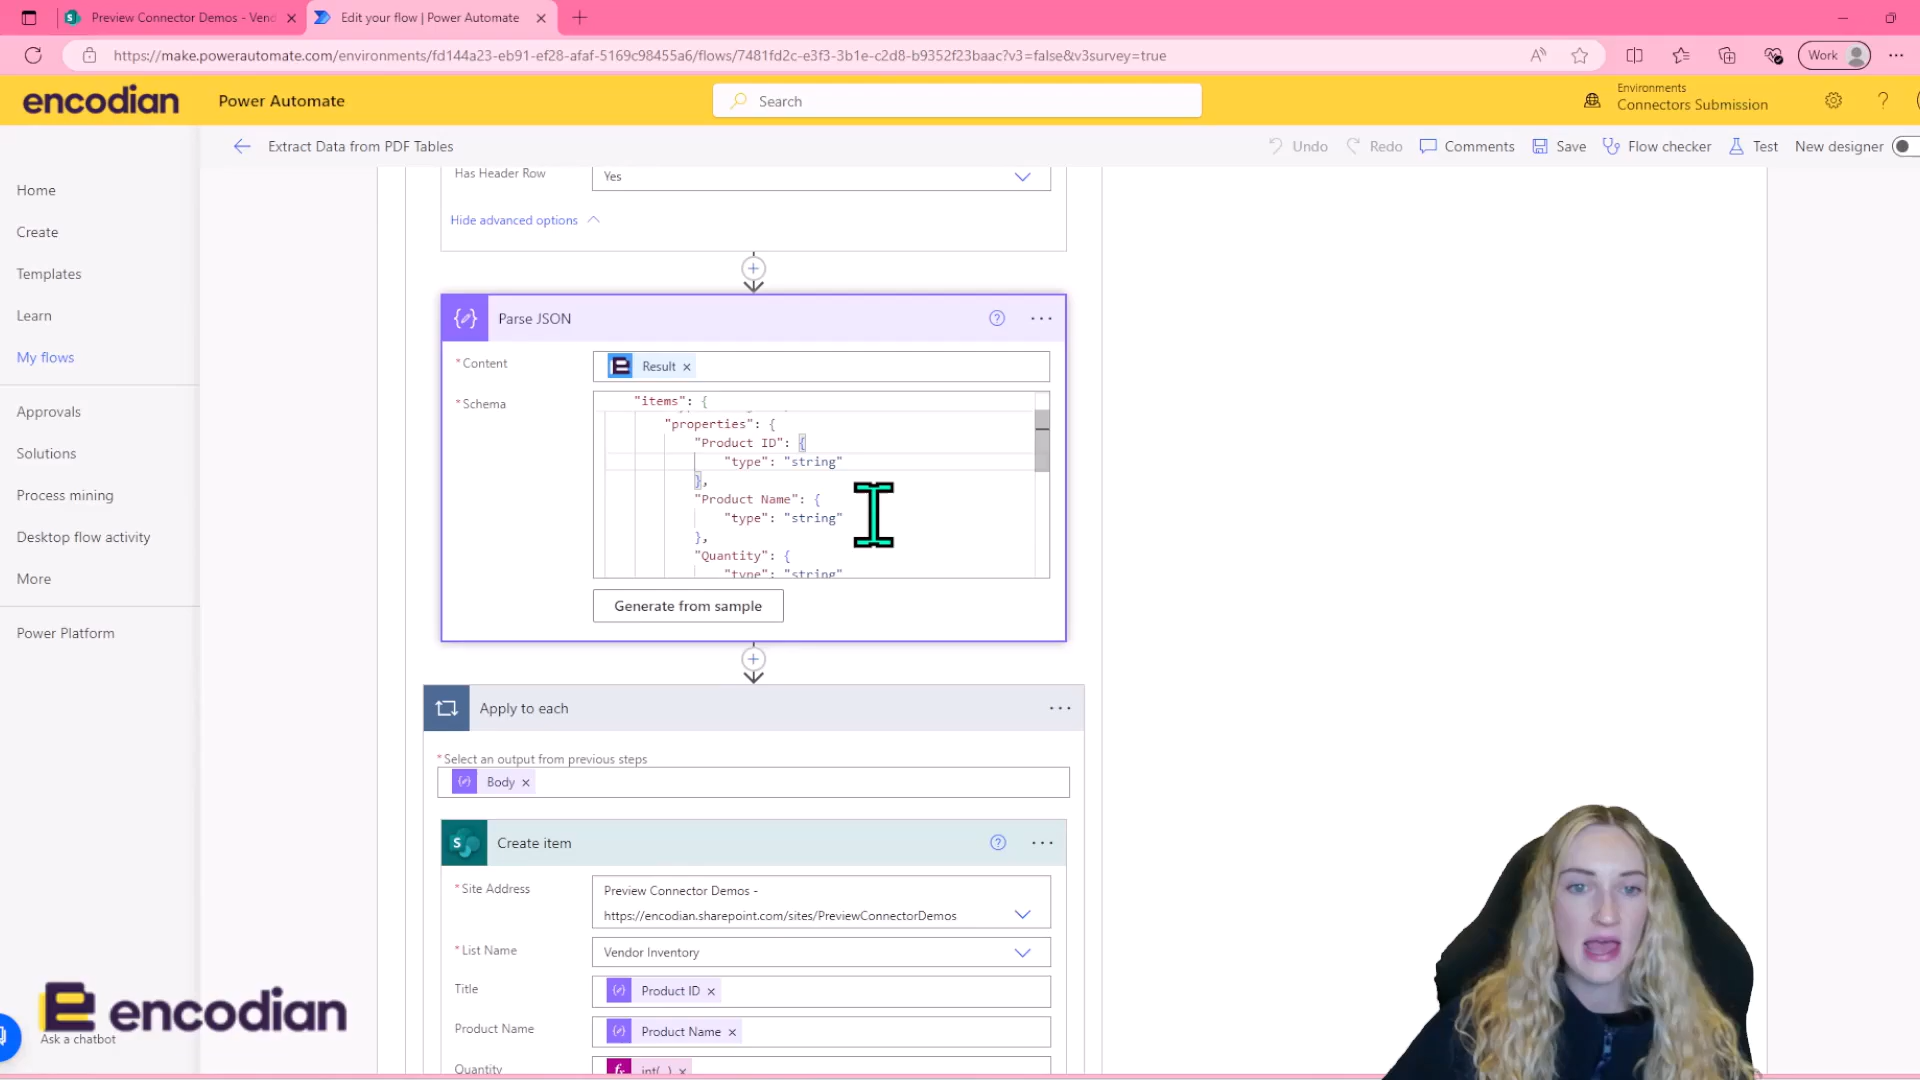 Preview Connector Demos - Vend
Edit your flow | Power Automate
https://make.powerautomate.com/environments/fd144a23-eb91-ef28-afaf-5169c98455a6/flows/7481fd2c-e3f3-3b1e-c2d8-b9352f23baac?v3=false&v3survey=true
Work
encodian
Power Automate
Search
Environments
Connectors Submission
?
Extract Data from PDF Tables
Undo
Redo
Comments
Save
Flow checker
Test
New designer
Home
Create
Templates
Learn
My flows
Approvals
Solutions
Process mining
Desktop flow activity
More
Power Platform
Ask a chatbot
encodian
Has Header Row
Yes
Hide advanced options
Parse JSON
* Content
Result
* Schema
"items": {
"properties": {
"Product ID": {
"type": "string"
},
"Product Name": {
"type": "string"
},
"Quantity": {
"type": "string"
Generate from sample
Apply to each
* Select an output from previous steps
Body
Create item
* Site Address
Preview Connector Demos -
https://encodian.sharepoint.com/sites/PreviewConnectorDemos
* List Name
Vendor Inventory
Title
Product ID
Product Name
Product Name
Quantity
int(...)